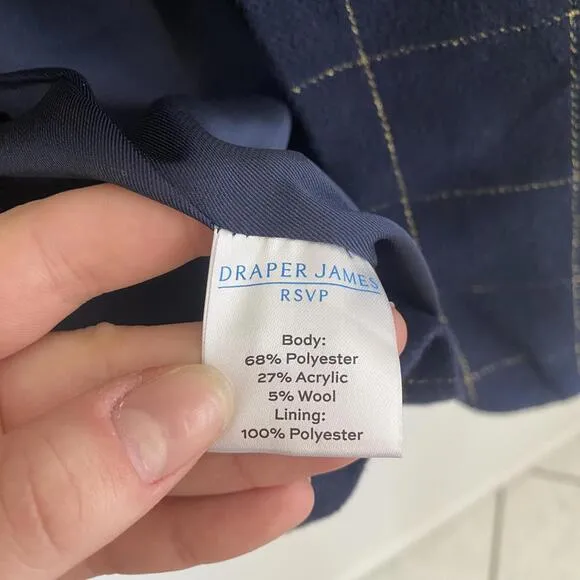 DRAPER JAMES
RSVP
Body:
68% Polyester
27% Acrylic
5% Wool
Lining:
100% Polyester